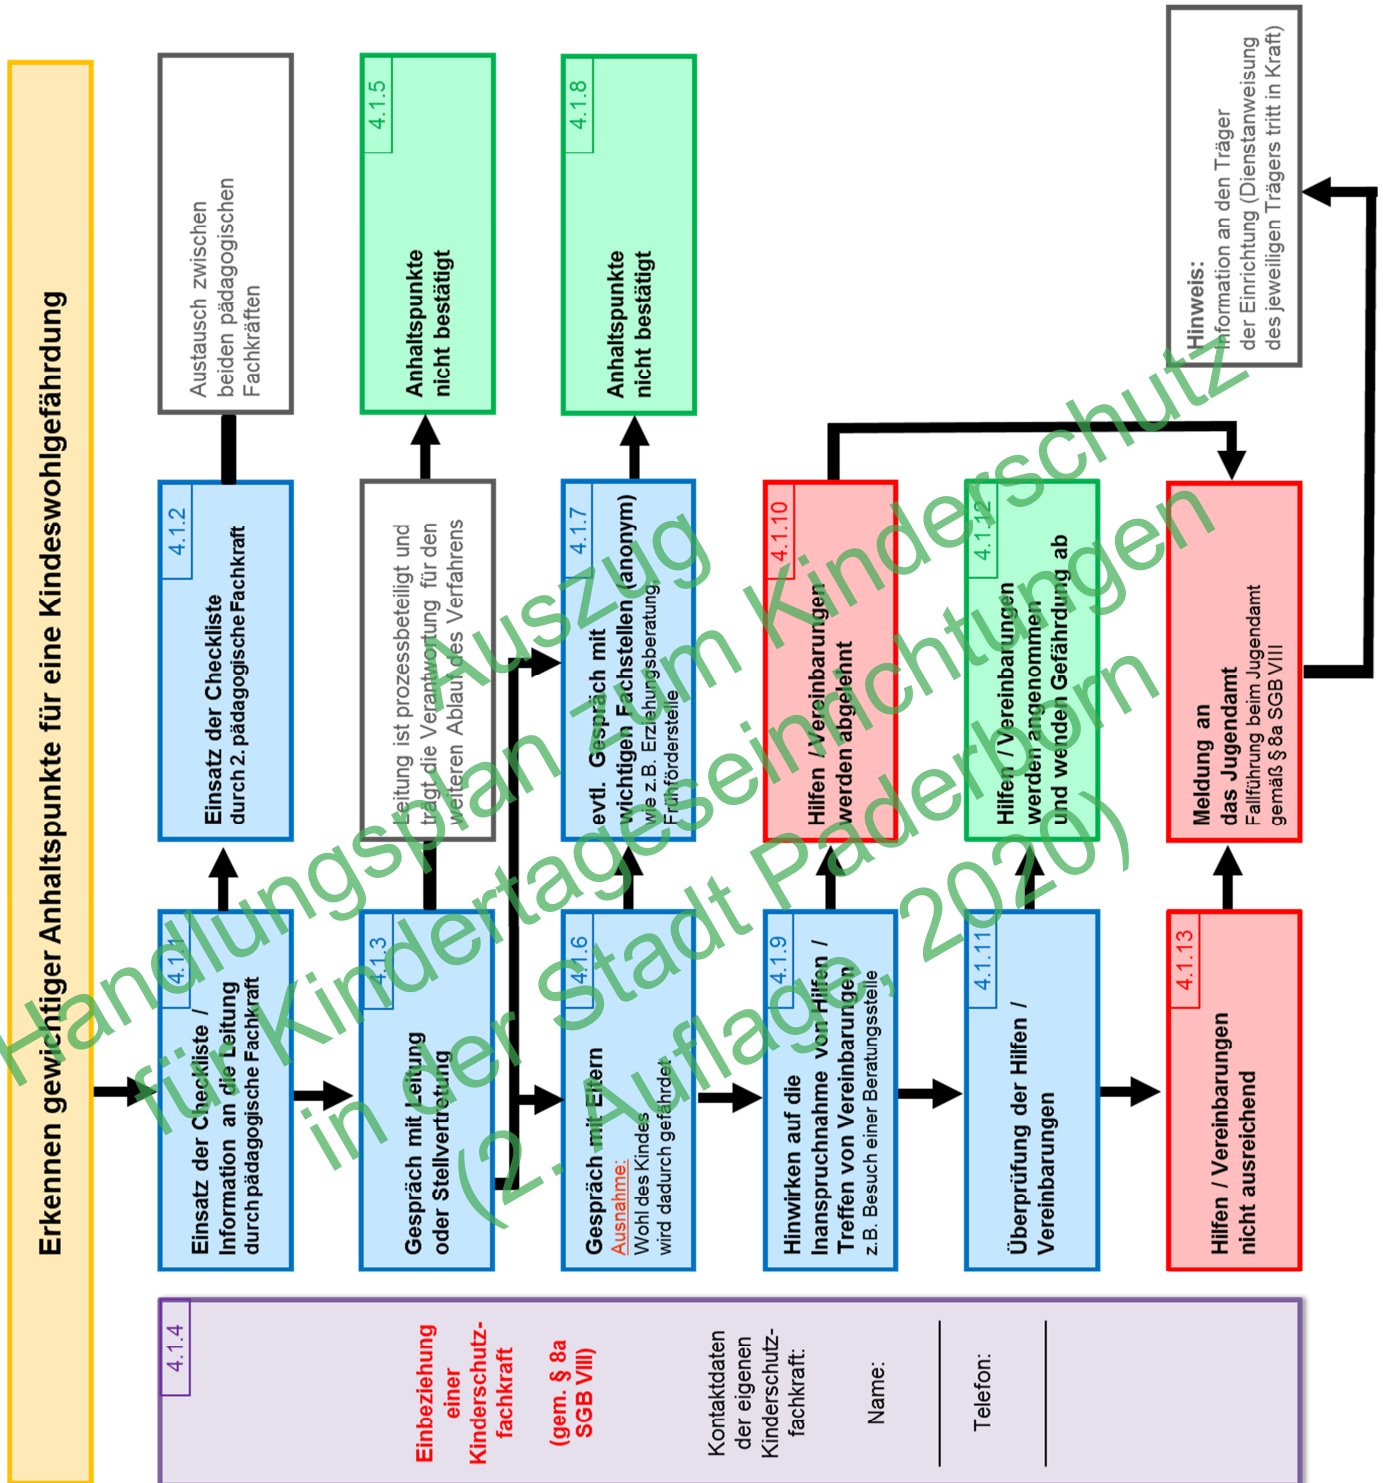 Erkennen gewichtiger Anhaltspunkte für eine Kindeswohlgefährdung
4.1.4
Einbeziehung
einer
Kinderschutz-
fachkraft
(gem. § 8a
SGB VIII)
Kontaktdaten
der eigenen
Kinderschutz-
fachkraft:
Name:
Telefon:
4.1.1
Einsatz der Checkliste /
Information an die Leitung
durch pädagogische Fachkraft
4.1.2
Einsatz der Checkliste
durch 2. pädagogische Fachkraft
Austausch zwischen
beiden pädagogischen
Fachkräften
4.1.3
Gespräch mit Leitung
oder Stellvertretung
Leitung ist prozessbeteiligt und
trägt die Verantwortung für den
weiteren Ablauf des Verfahrens
4.1.5
Anhaltspunkte
nicht bestätigt
4.1.6
Gespräch mit Eltern
Ausnahme:
Wohl des Kindes
wird dadurch gefährdet
4.1.7
evtl. Gespräch mit
wichtigen Fachstellen (anonym)
wie z.B. Erziehungsberatung,
Frühförderstelle
4.1.8
Anhaltspunkte
nicht bestätigt
4.1.9
Hinwirken auf die
Inanspruchnahme von Hilfen /
Treffen von Vereinbarungen
z.B. Besuch einer Beratungsstelle
4.1.10
Hilfen / Vereinbarungen
werden abgelehnt
4.1.11
Überprüfung der Hilfen /
Vereinbarungen
4.1.12
Hilfen / Vereinbarungen
werden angenommen
und wenden Gefährdung ab
4.1.13
Hilfen / Vereinbarungen
nicht ausreichend
Meldung an
das Jugendamt
Fallführung beim Jugendamt
gemäß § 8a SGB VIII
Hinweis:
Information an den Träger
der Einrichtung (Dienstanweisung
des jeweiligen Trägers tritt in Kraft)
Auszug
Handlungsplan zum Kinderschutz
für Kindertageseinrichtungen
in der Stadt Paderborn
(2. Auflage, 2020)